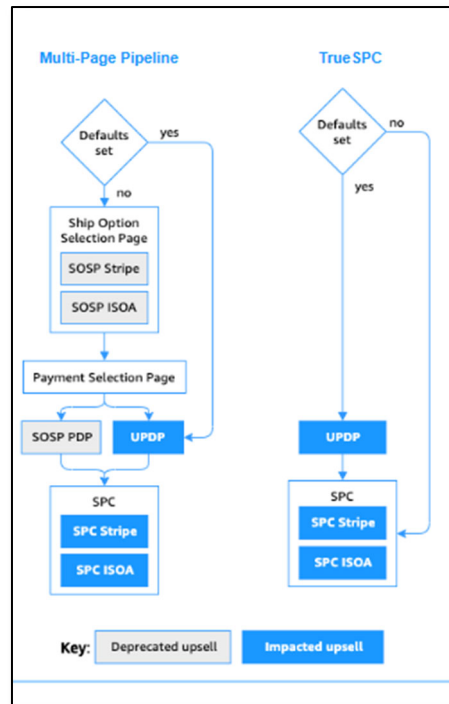 Multi-Page Pipeline
Defaults
set
yes
no
Ship Option
Selection Page
SOSP Stripe
SOSP ISOA
Payment Selection Page
SOSP PDP
UPDP
SPC
SPC Stripe
SPC ISOA
True SPC
Defaults
set
no
yes
UPDP
SPC
SPC Stripe
SPC ISOA
Key:
Deprecated upsell
Impacted upsell